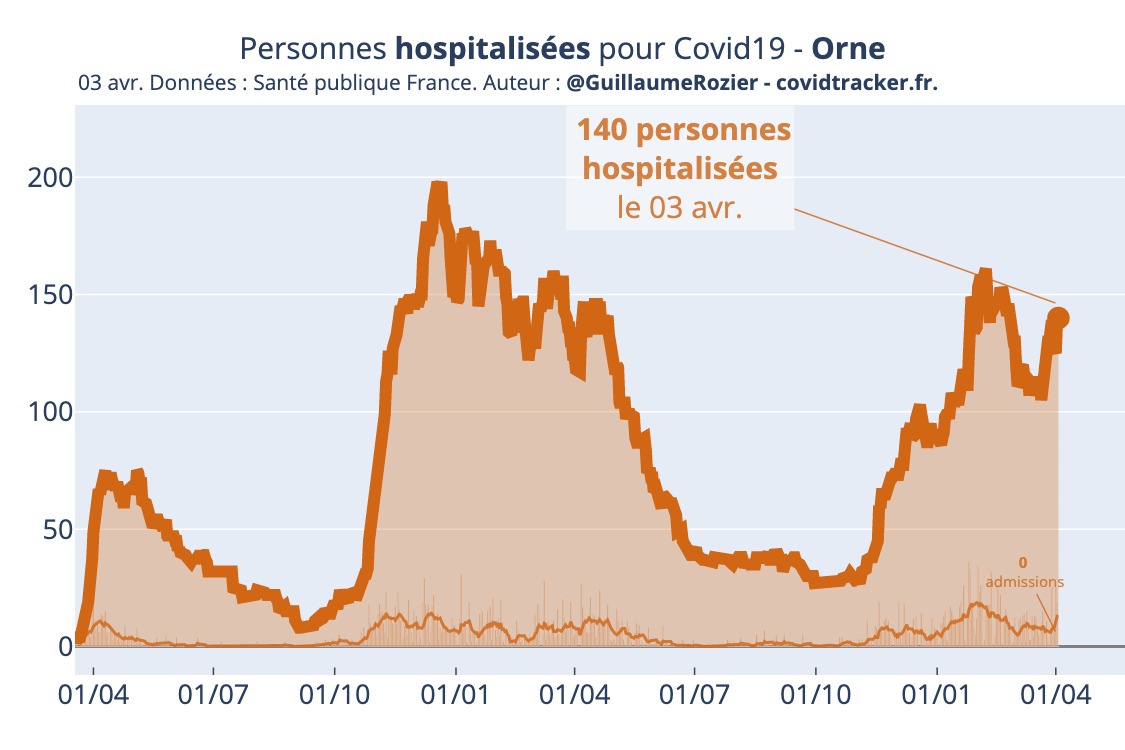 Personnes hospitalisées pour Covid19 - Orne
03 avr. Données : Santé publique France. Auteur : @GuillaumeRozier - covidtracker.fr.
140 personnes
hospitalisées
le 03 avr.
200
150
100
50
0
0
admissions
01/04
01/07
01/10
01/01
01/04
01/07
01/10
01/01
01/04